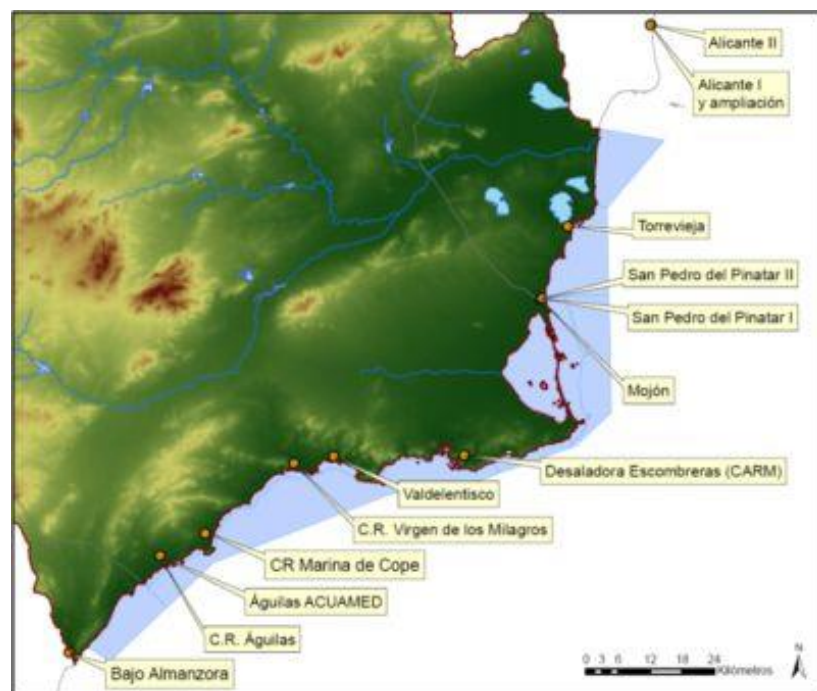 Alicante II
Alicante I
y ampliación
Torrevieja
San Pedro del Pinatar II
San Pedro del Pinatar I
Mojón
Desaladora Escombreras (CARM)
Valdelentisco
C.R. Virgen de los Milagros
CR Marina de Cope
Águilas ACUAMED
C.R. Águilas
Bajo Almanzora
0 3 6 12 18 24
Kilómetros
N